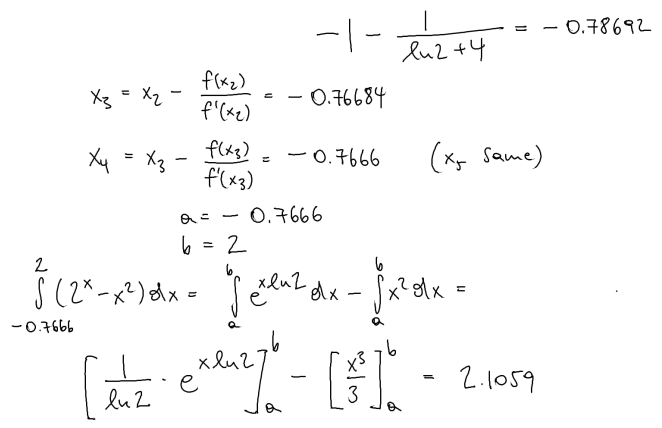 -1 - \frac{1}{\ln 2 + 4} = -0.78692
x_3 = x_2 - \frac{f(x_2)}{f'(x_2)} = -0.76684
x_4 = x_3 - \frac{f(x_3)}{f'(x_3)} = -0.7666 (x_5 same)
a = -0.7666
b = 2
\int_{-0.7666}^{2} (2^x - x^2) dx = \int_a^b e^{x \ln 2} dx - \int_a^b x^2 dx =
\left[ \frac{1}{\ln 2} \cdot e^{x \ln 2} \right]_a^b - \left[ \frac{x^3}{3} \right]_a^b = 2.1059